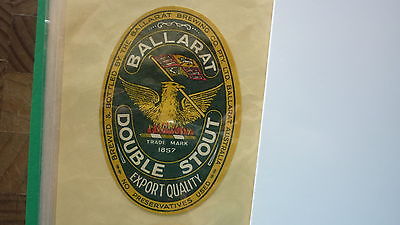 BREWED & BOTTLED BY THE BALLARAT BREWING CO. PTY. LTD. BALLARAT AUSTRALIA
BALLARAT
TRADE MARK
1857
DOUBLE STOUT
EXPORT QUALITY
NO PRESERVATIVES USED